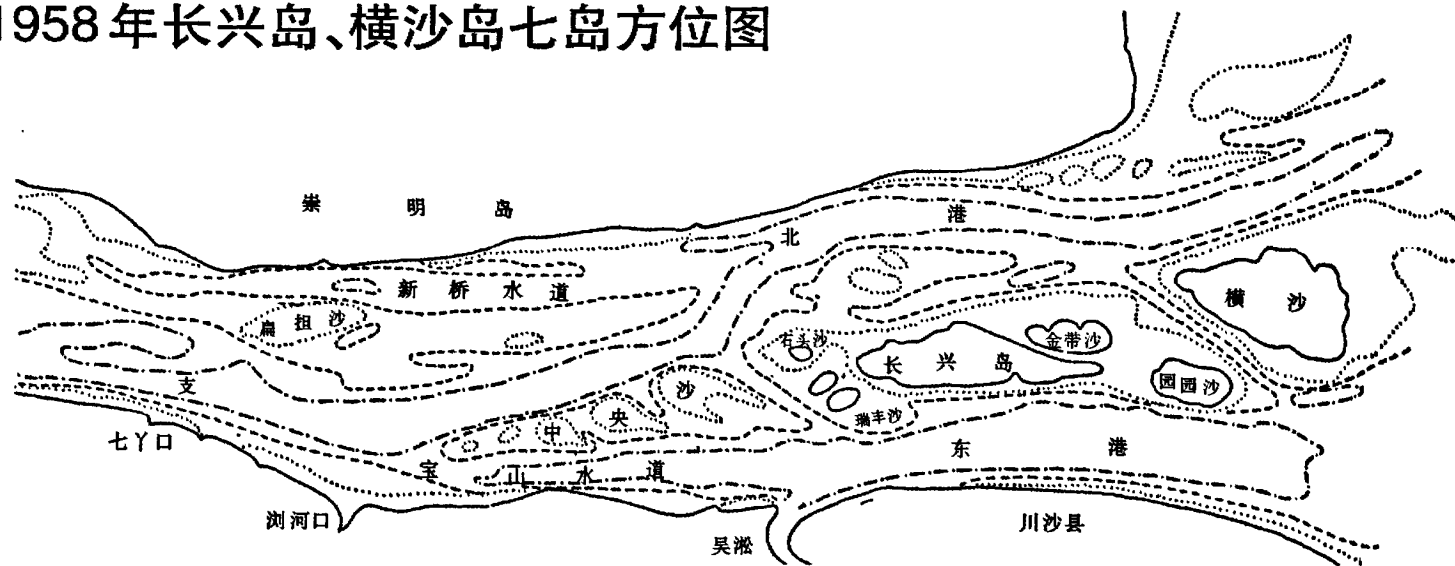 1958年长兴岛、横沙岛七岛方位图
崇明岛
港
北
新桥水道
横沙
扁担沙
石头沙
金带沙
长兴岛
支
园园沙
沙
央
中
瑞丰沙
七丫口
东港
宝山水道
浏河口
川沙县
吴淞